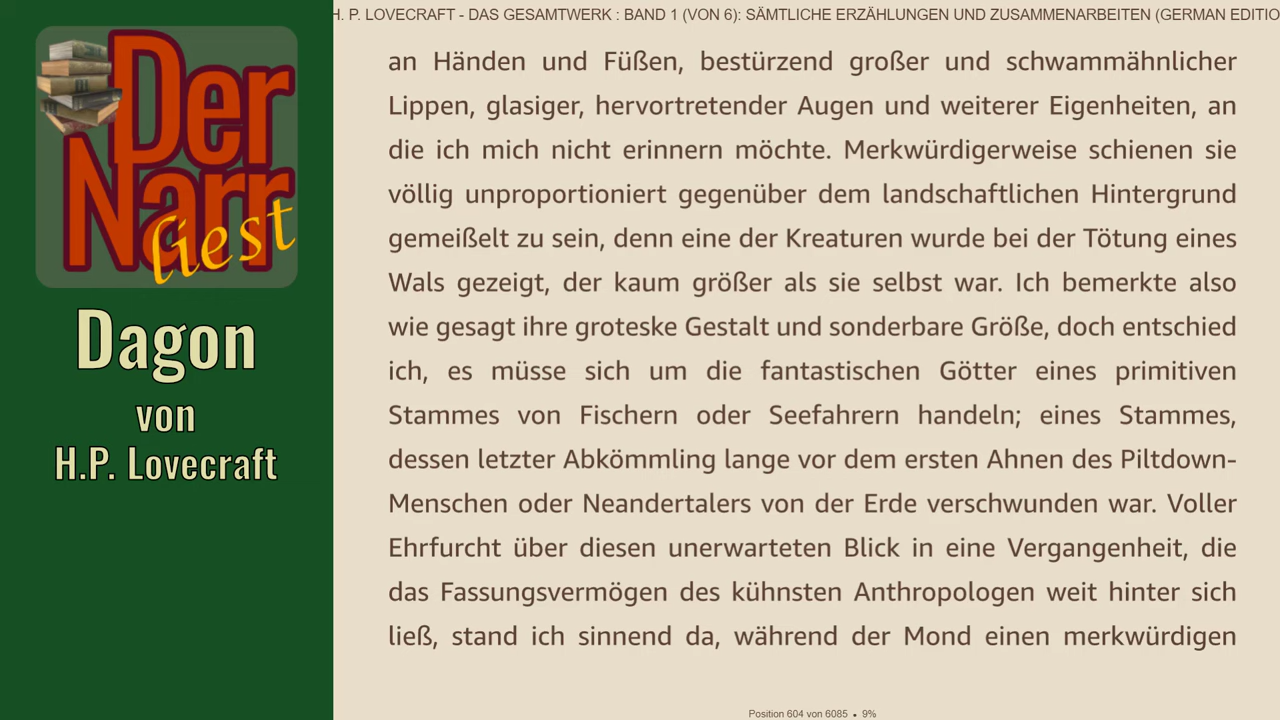 Der
Narr
liest
Dagon
von
H.P. Lovecraft
H. P. LOVECRAFT - DAS GESAMTWERK : BAND 1 (VON 6): SÄMTLICHE ERZÄHLUNGEN UND ZUSAMMENARBEITEN (GERMAN EDITIO
an Händen und Füßen, bestürzend großer und schwammähnlicher
Lippen, glasiger, hervortretender Augen und weiterer Eigenheiten, an
die ich mich nicht erinnern möchte. Merkwürdigerweise schienen sie
völlig unproportioniert gegenüber dem landschaftlichen Hintergrund
gemeißelt zu sein, denn eine der Kreaturen wurde bei der Tötung eines
Wals gezeigt, der kaum größer als sie selbst war. Ich bemerkte also
wie gesagt ihre groteske Gestalt und sonderbare Größe, doch entschied
ich, es müsse sich um die fantastischen Götter eines primitiven
Stammes von Fischern oder Seefahrern handeln; eines Stammes,
dessen letzter Abkömmling lange vor dem ersten Ahnen des Piltdown-
Menschen oder Neandertalers von der Erde verschwunden war. Voller
Ehrfurcht über diesen unerwarteten Blick in eine Vergangenheit, die
das Fassungsvermögen des kühnsten Anthropologen weit hinter sich
ließ, stand ich sinnend da, während der Mond einen merkwürdigen
Position 604 von 6085 • 9%